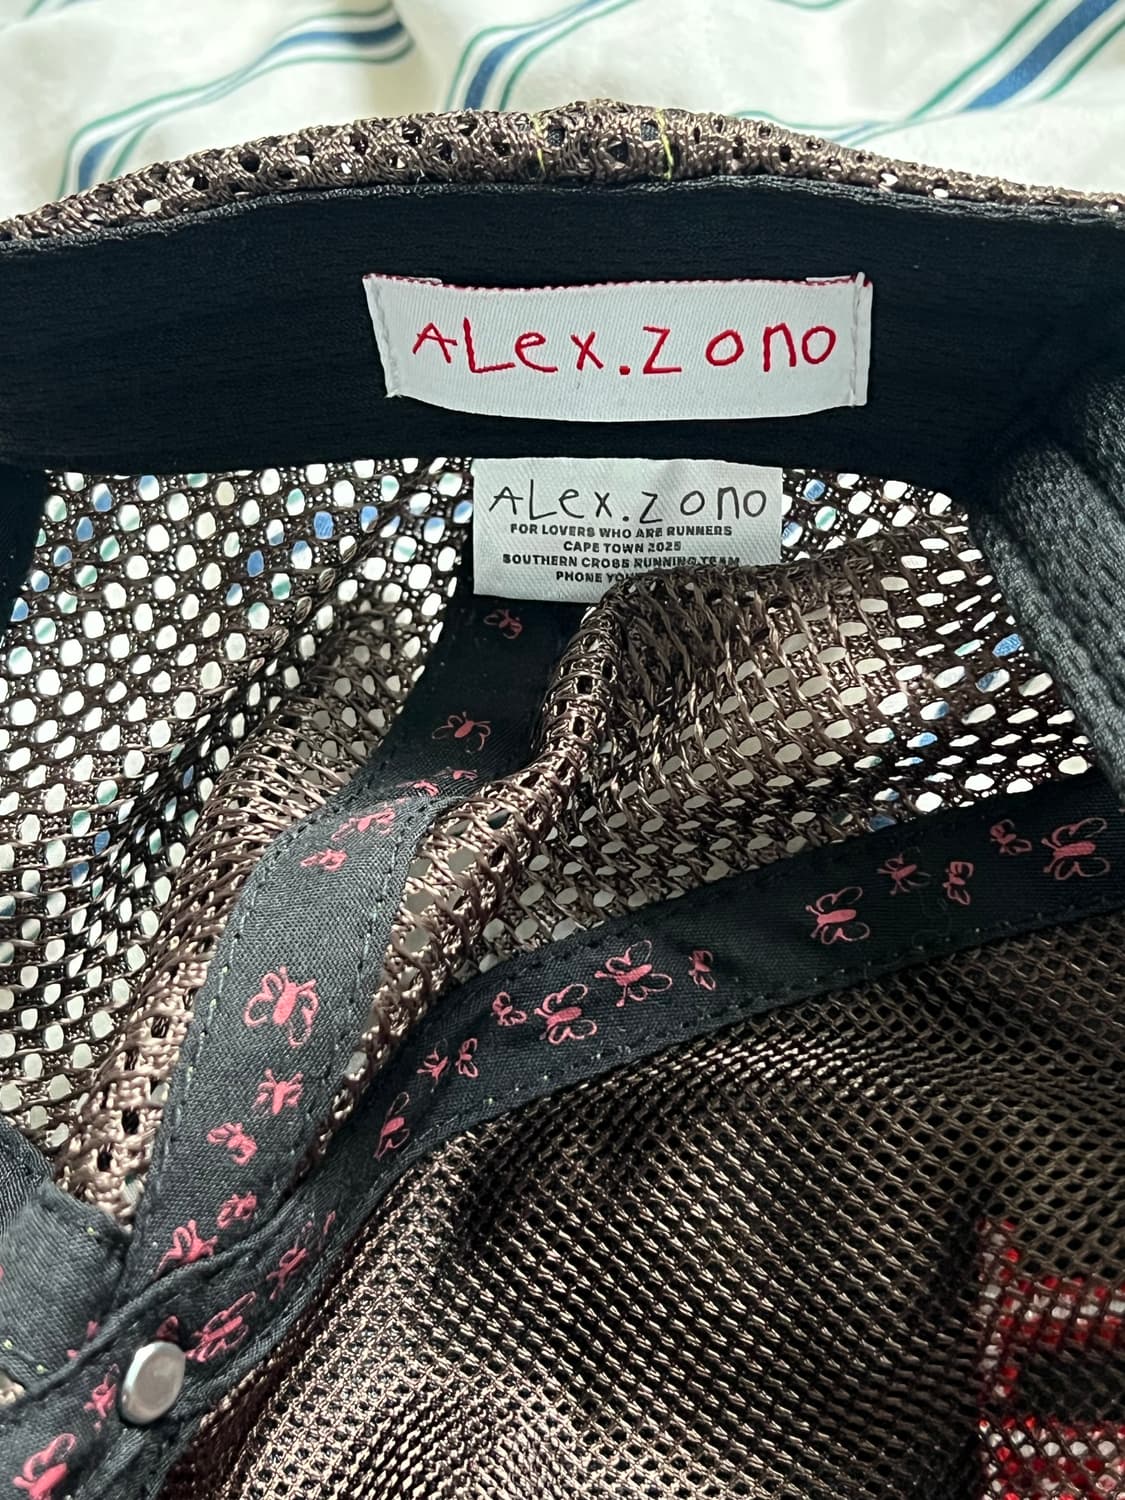 ALex.Zono
ALex.Zono
FOR LOVERS WHO ARE RUNNERS
CAPE TOWN 2025
SOUTHERN CROSS RUNNING TEAM
PHONE